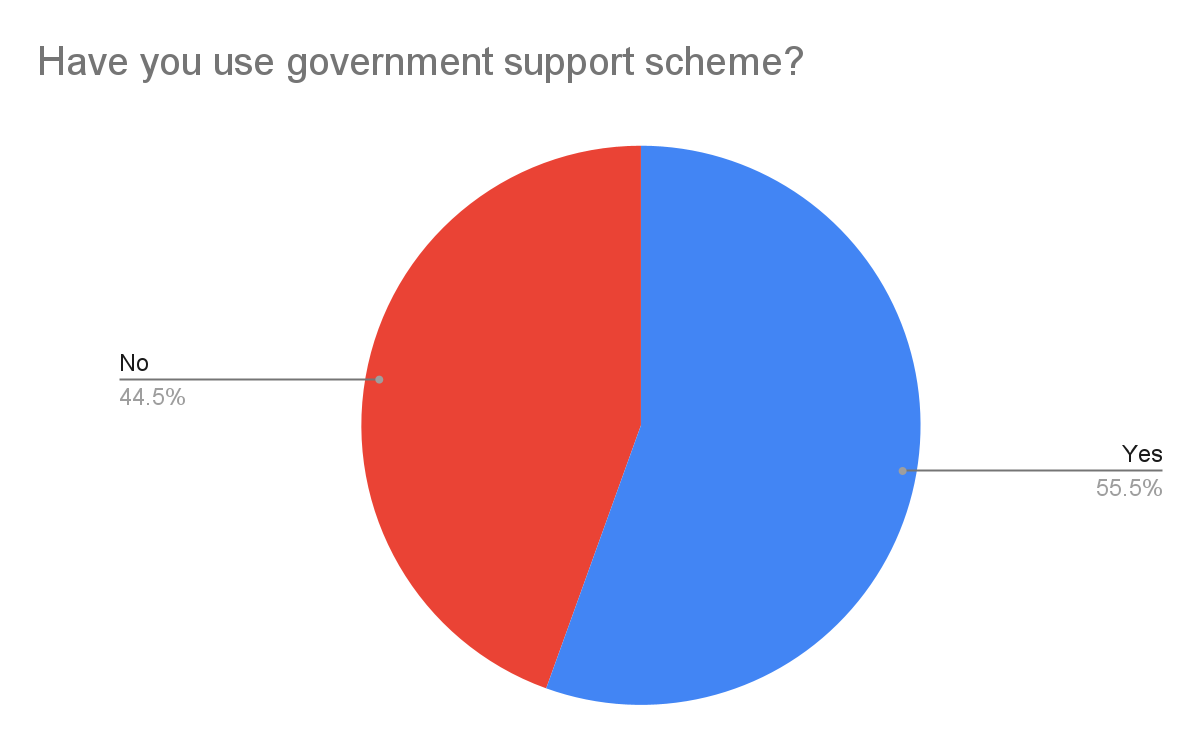 Have you use government support scheme?
No
44.5%
Yes
55.5%